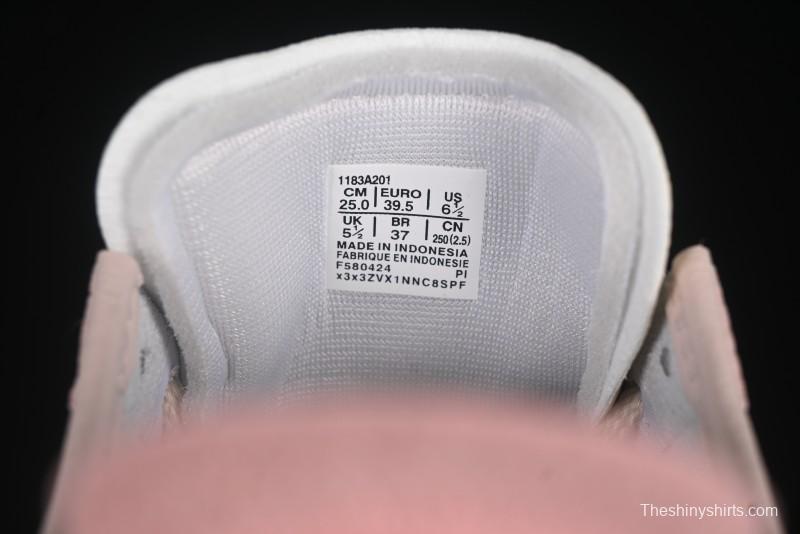 1183A201
CM EURO US
25.0 39.5 6½
UK BR CN
5½ 37 250(2.5)
MADE IN INDONESIA
FABRIQUE EN INDONESIE
F580424 PI
x3x3ZVX1NNC8SPF
Theshinyshirts.com